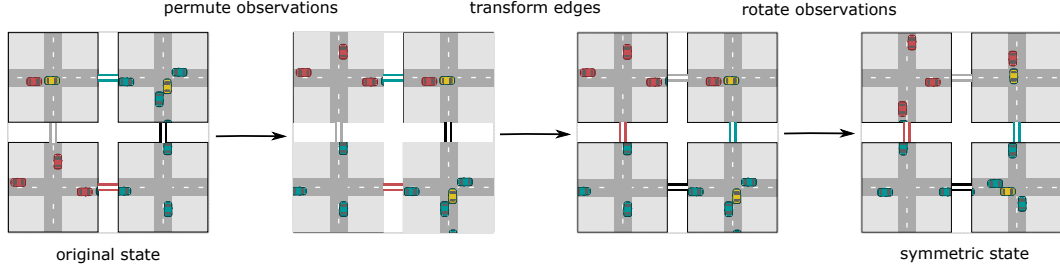 permute observations
transform edges
rotate observations
original state
symmetric state